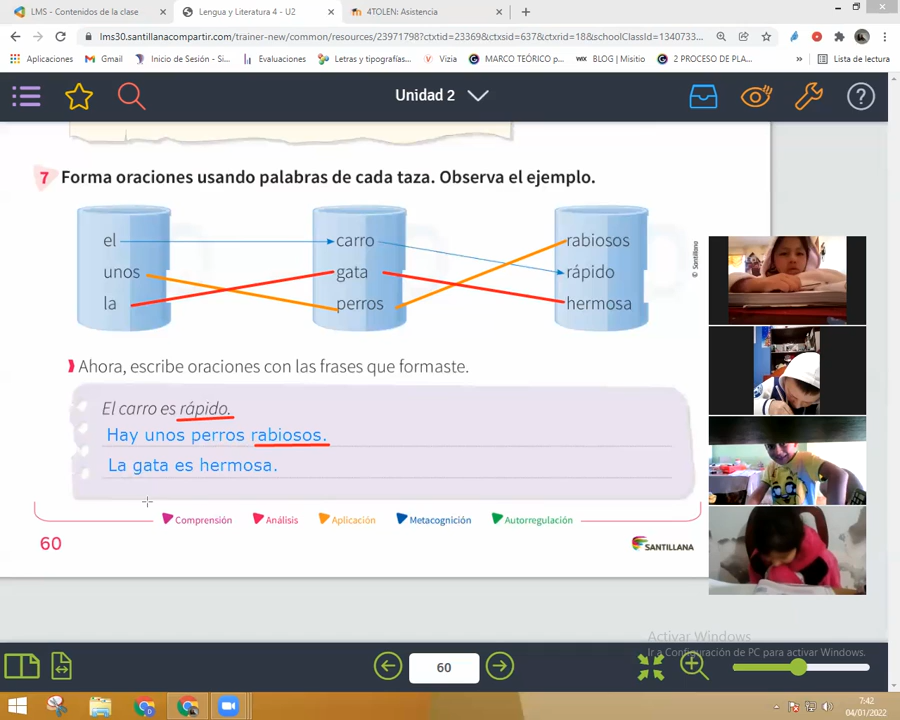 LMS - Contenidos de la clase
Lengua y Literatura 4 - U2
4TOLEN: Asistencia
lms30.santillanacompartir.com/trainer-new/common/resources/23971798?ctxtid=23369&ctxsid=637&ctxrid=18&schoolClassId=1340733...
Aplicaciones
Gmail
Inicio de Sesión - Sí...
Evaluaciones
Letras y tipografías...
Vizia
MARCO TEÓRICO p...
WIX BLOG | Misitio
2 PROCESO DE PLA...
»
Lista de lectura
Unidad 2
7 Forma oraciones usando palabras de cada taza. Observa el ejemplo.
el carro rabiosos
unos gata rápido
la perros hermosa
© Santillana
Ahora, escribe oraciones con las frases que formaste.
El carro es rápido.
Hay unos perros rabiosos.
La gata es hermosa.
Comprensión Análisis Aplicación Metacognición Autorregulación
60
SANTILLANA
Activar Windows
Ir a Configuración de PC para activar Windows.
60
7:42
04/01/2022